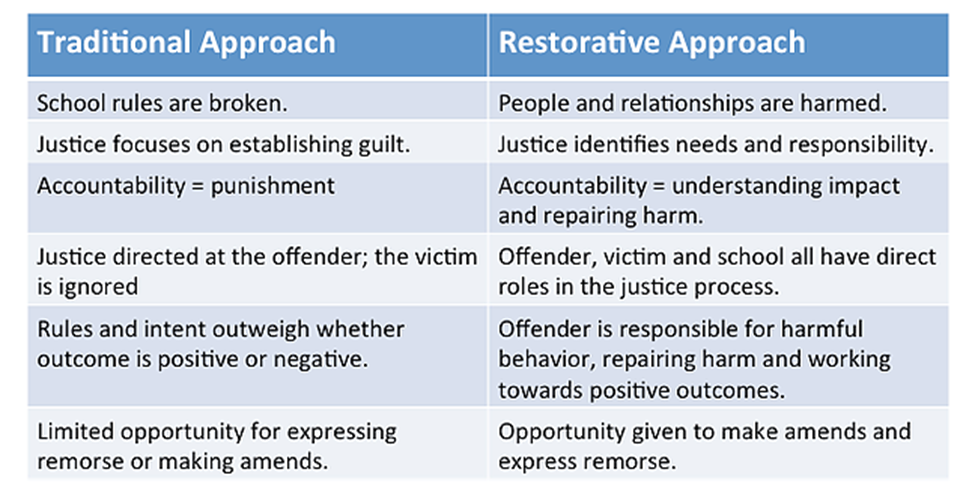 Traditional Approach
Restorative Approach
School rules are broken.
People and relationships are harmed.
Justice focuses on establishing guilt.
Justice identifies needs and responsibility.
Accountability = punishment
Accountability = understanding impact
and repairing harm.
Justice directed at the offender; the victim
is ignored
Offender, victim and school all have direct
roles in the justice process.
Rules and intent outweigh whether
outcome is positive or negative.
Offender is responsible for harmful
behavior, repairing harm and working
towards positive outcomes.
Limited opportunity for expressing
remorse or making amends.
Opportunity given to make amends and
express remorse.